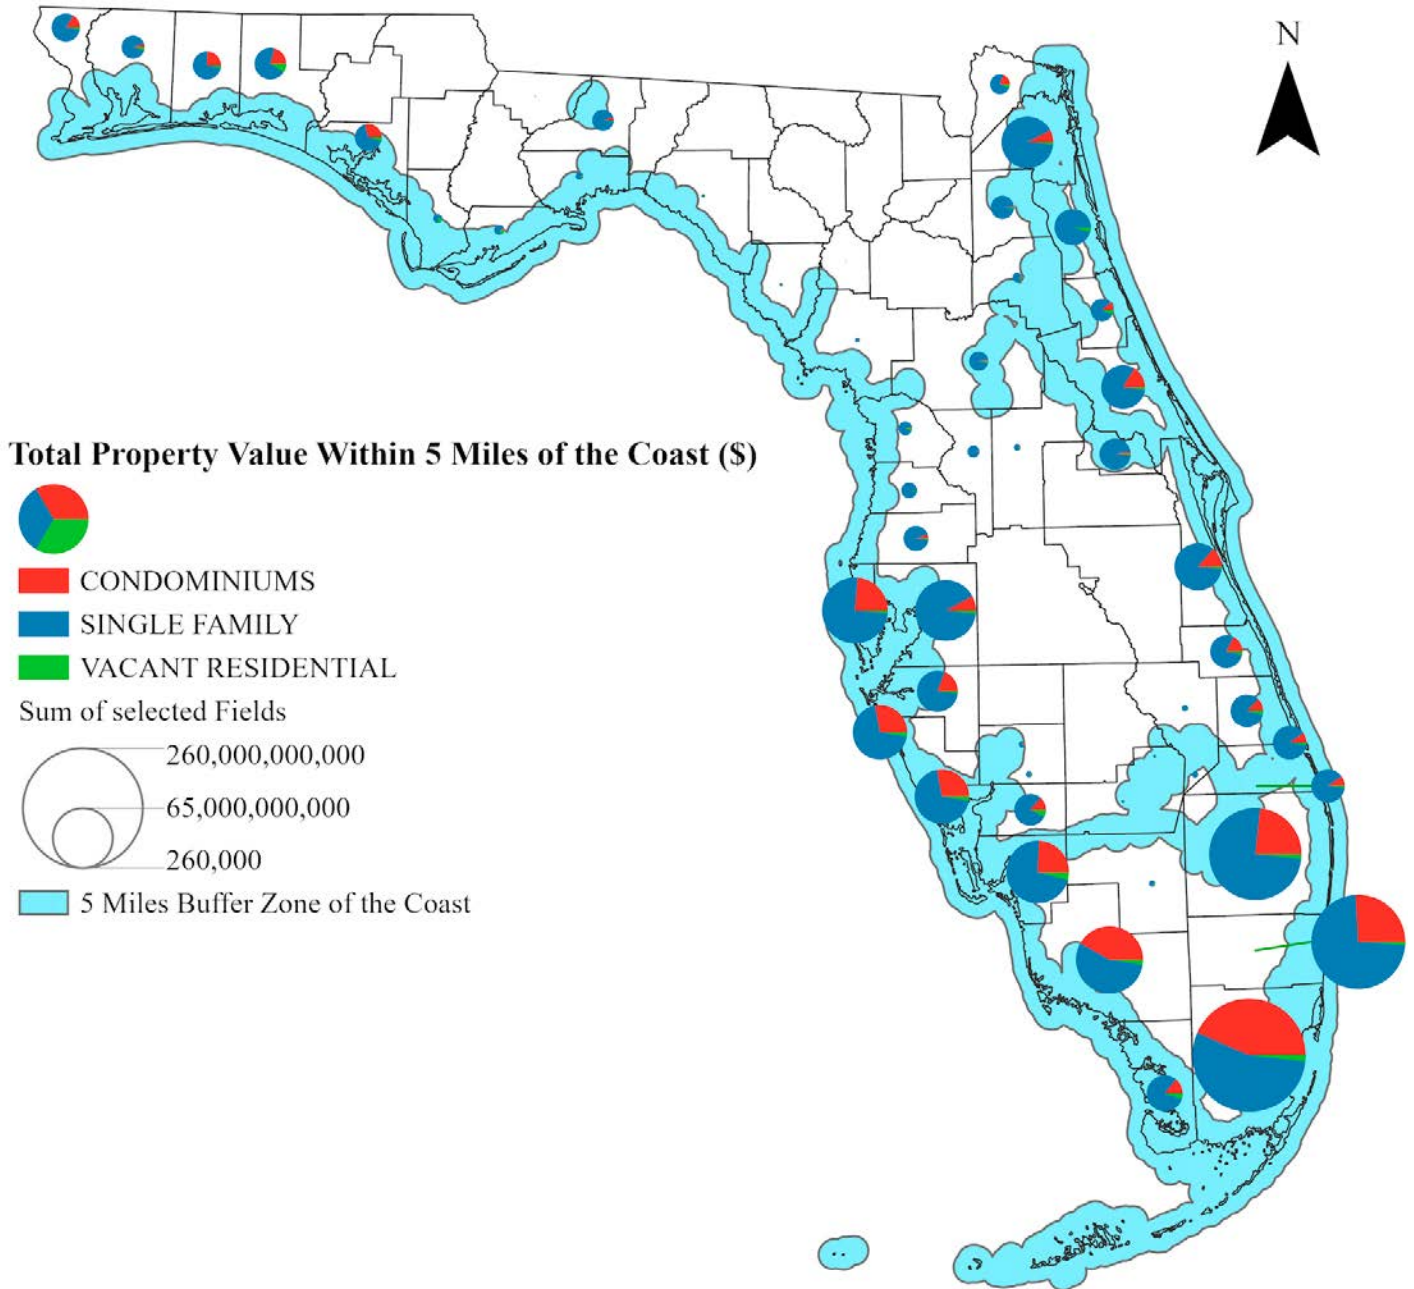 N
Total Property Value Within 5 Miles of the Coast ($)
CONDOMINIUMS
SINGLE FAMILY
VACANT RESIDENTIAL
Sum of selected Fields
260,000,000,000
65,000,000,000
260,000
5 Miles Buffer Zone of the Coast